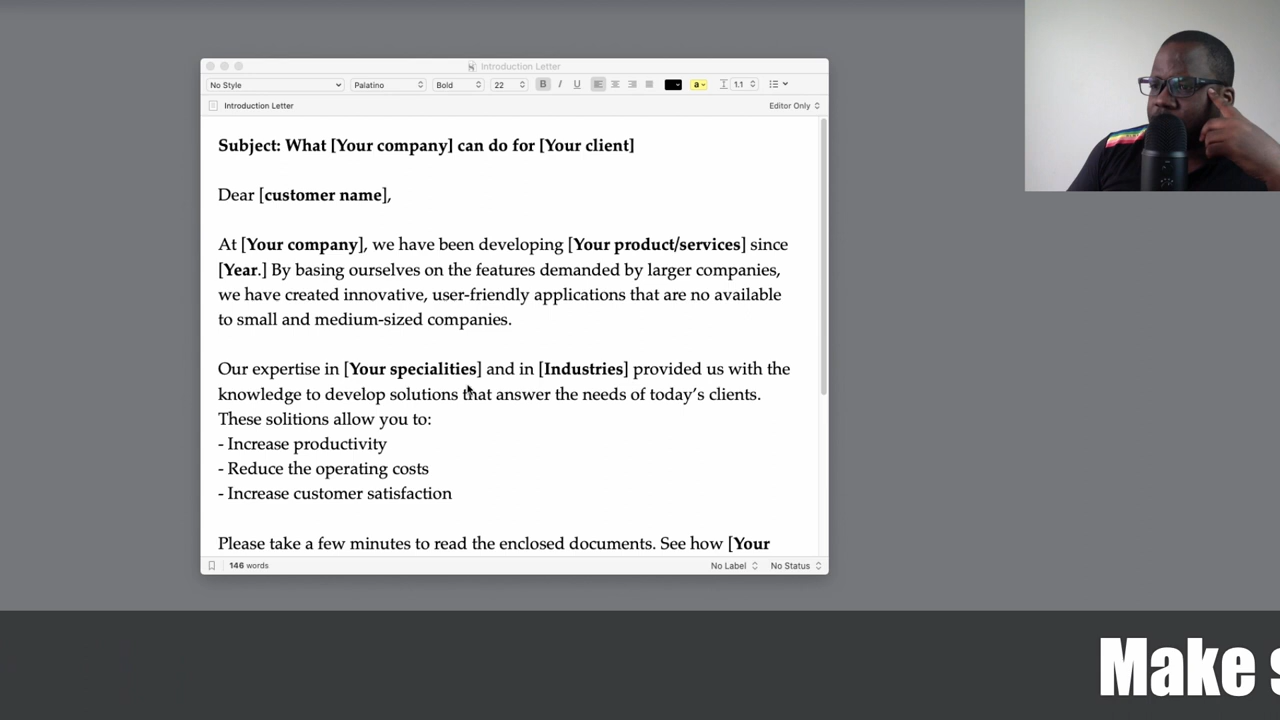 Introduction Letter
No Style Palatino Bold 22 B I U a 1.1
Introduction Letter Editor Only
Subject: What [Your company] can do for [Your client]
Dear [customer name],
At [Your company], we have been developing [Your product/services] since
[Year.] By basing ourselves on the features demanded by larger companies,
we have created innovative, user-friendly applications that are no available
to small and medium-sized companies.
Our expertise in [Your specialities] and in [Industries] provided us with the
knowledge to develop solutions that answer the needs of today's clients.
These solitions allow you to:
- Increase productivity
- Reduce the operating costs
- Increase customer satisfaction
Please take a few minutes to read the enclosed documents. See how [Your
146 words No Label No Status
Make s